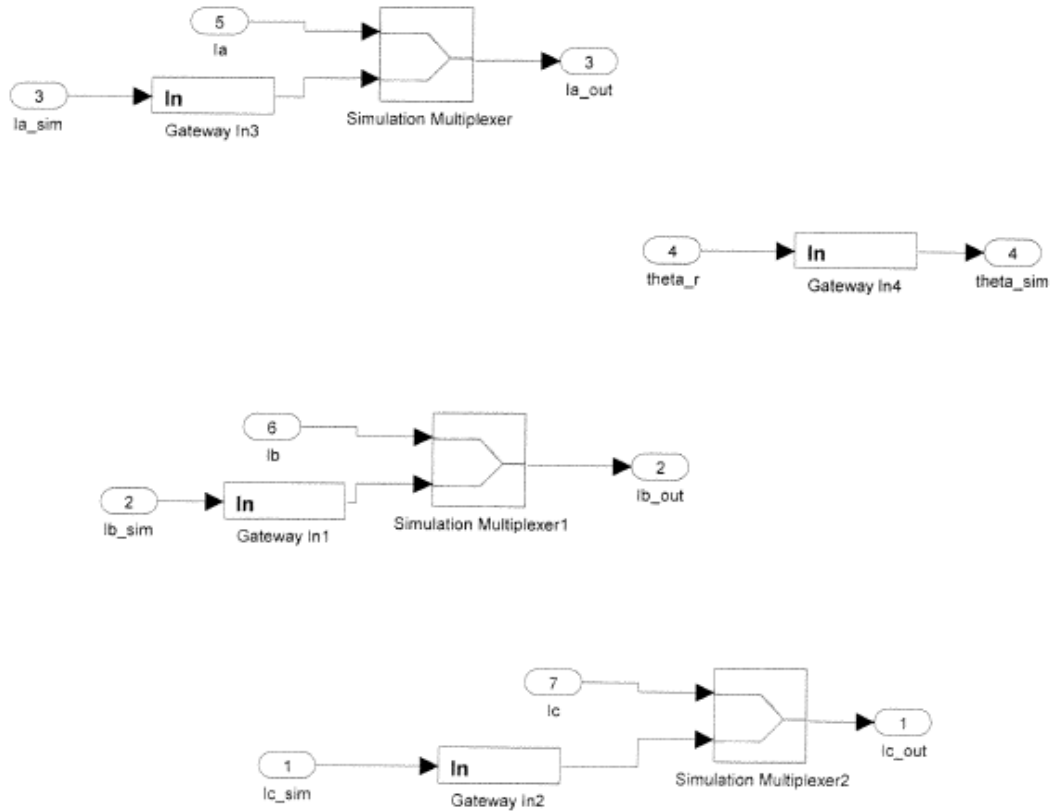 5
Ia
3
Ia_sim
In
Gateway In3
Simulation Multiplexer
3
Ia_out
4
theta_r
In
Gateway In4
4
theta_sim
6
Ib
2
Ib_sim
In
Gateway In1
Simulation Multiplexer1
2
Ib_out
7
Ic
1
Ic_sim
In
Gateway In2
Simulation Multiplexer2
1
Ic_out